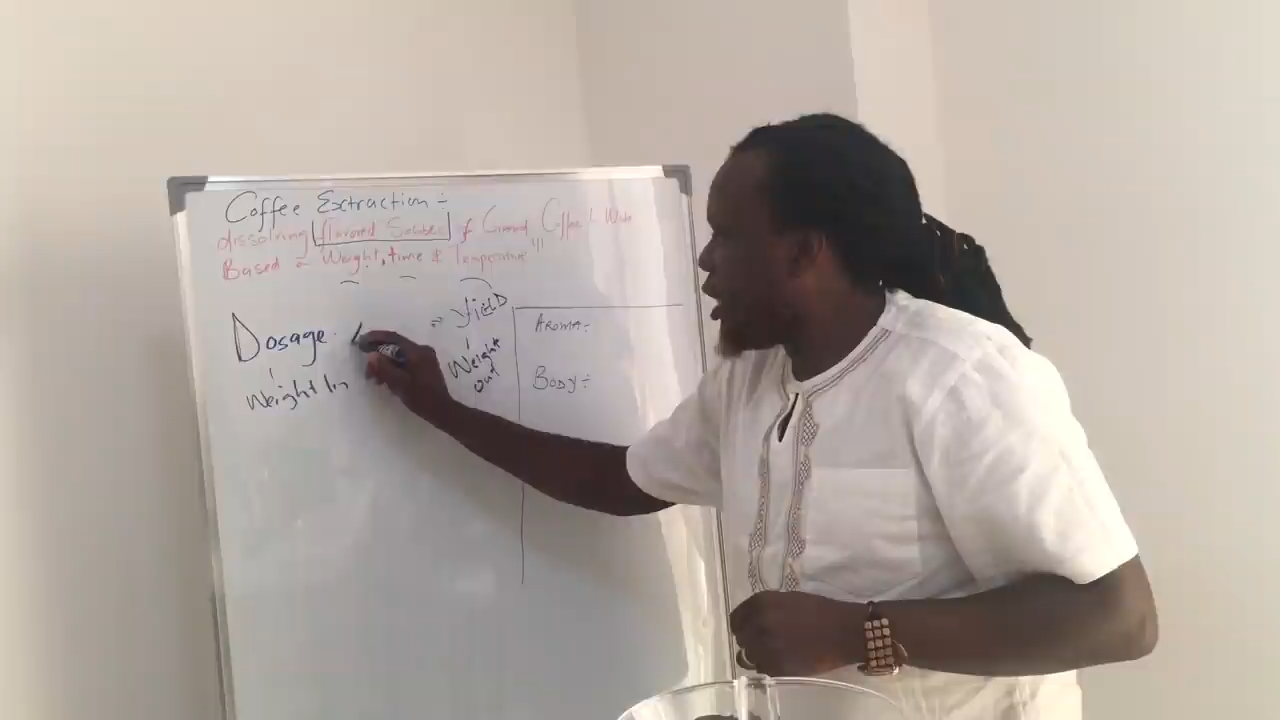 Coffee Extraction ÷
dissolving flavored Solubes of Ground Coffee
Based on Weight, time & Temperature
Dosage
Weight In
= Yield
Weight
out
AROMA ÷
BODY ÷